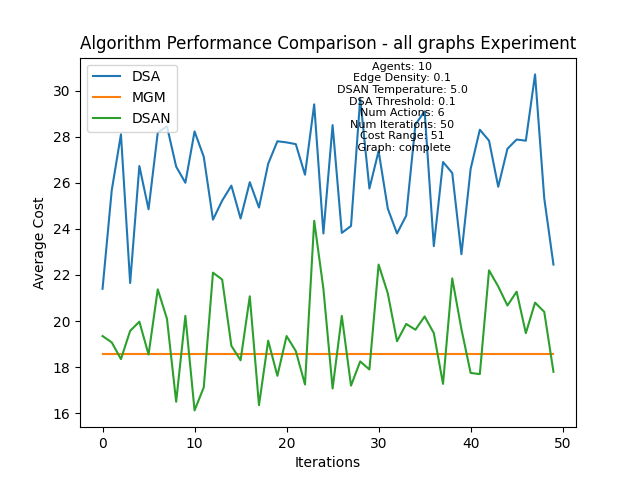 Algorithm Performance Comparison - all graphs Experiment
DSA
MGM
DSAN
Agents: 10
Edge Density: 0.1
DSAN Temperature: 5.0
DSA Threshold: 0.1
Num Actions: 6
Num Iterations: 50
Cost Range: 51
Graph: complete
Average Cost
30
28
26
24
22
20
18
16
0
10
20
30
40
50
Iterations